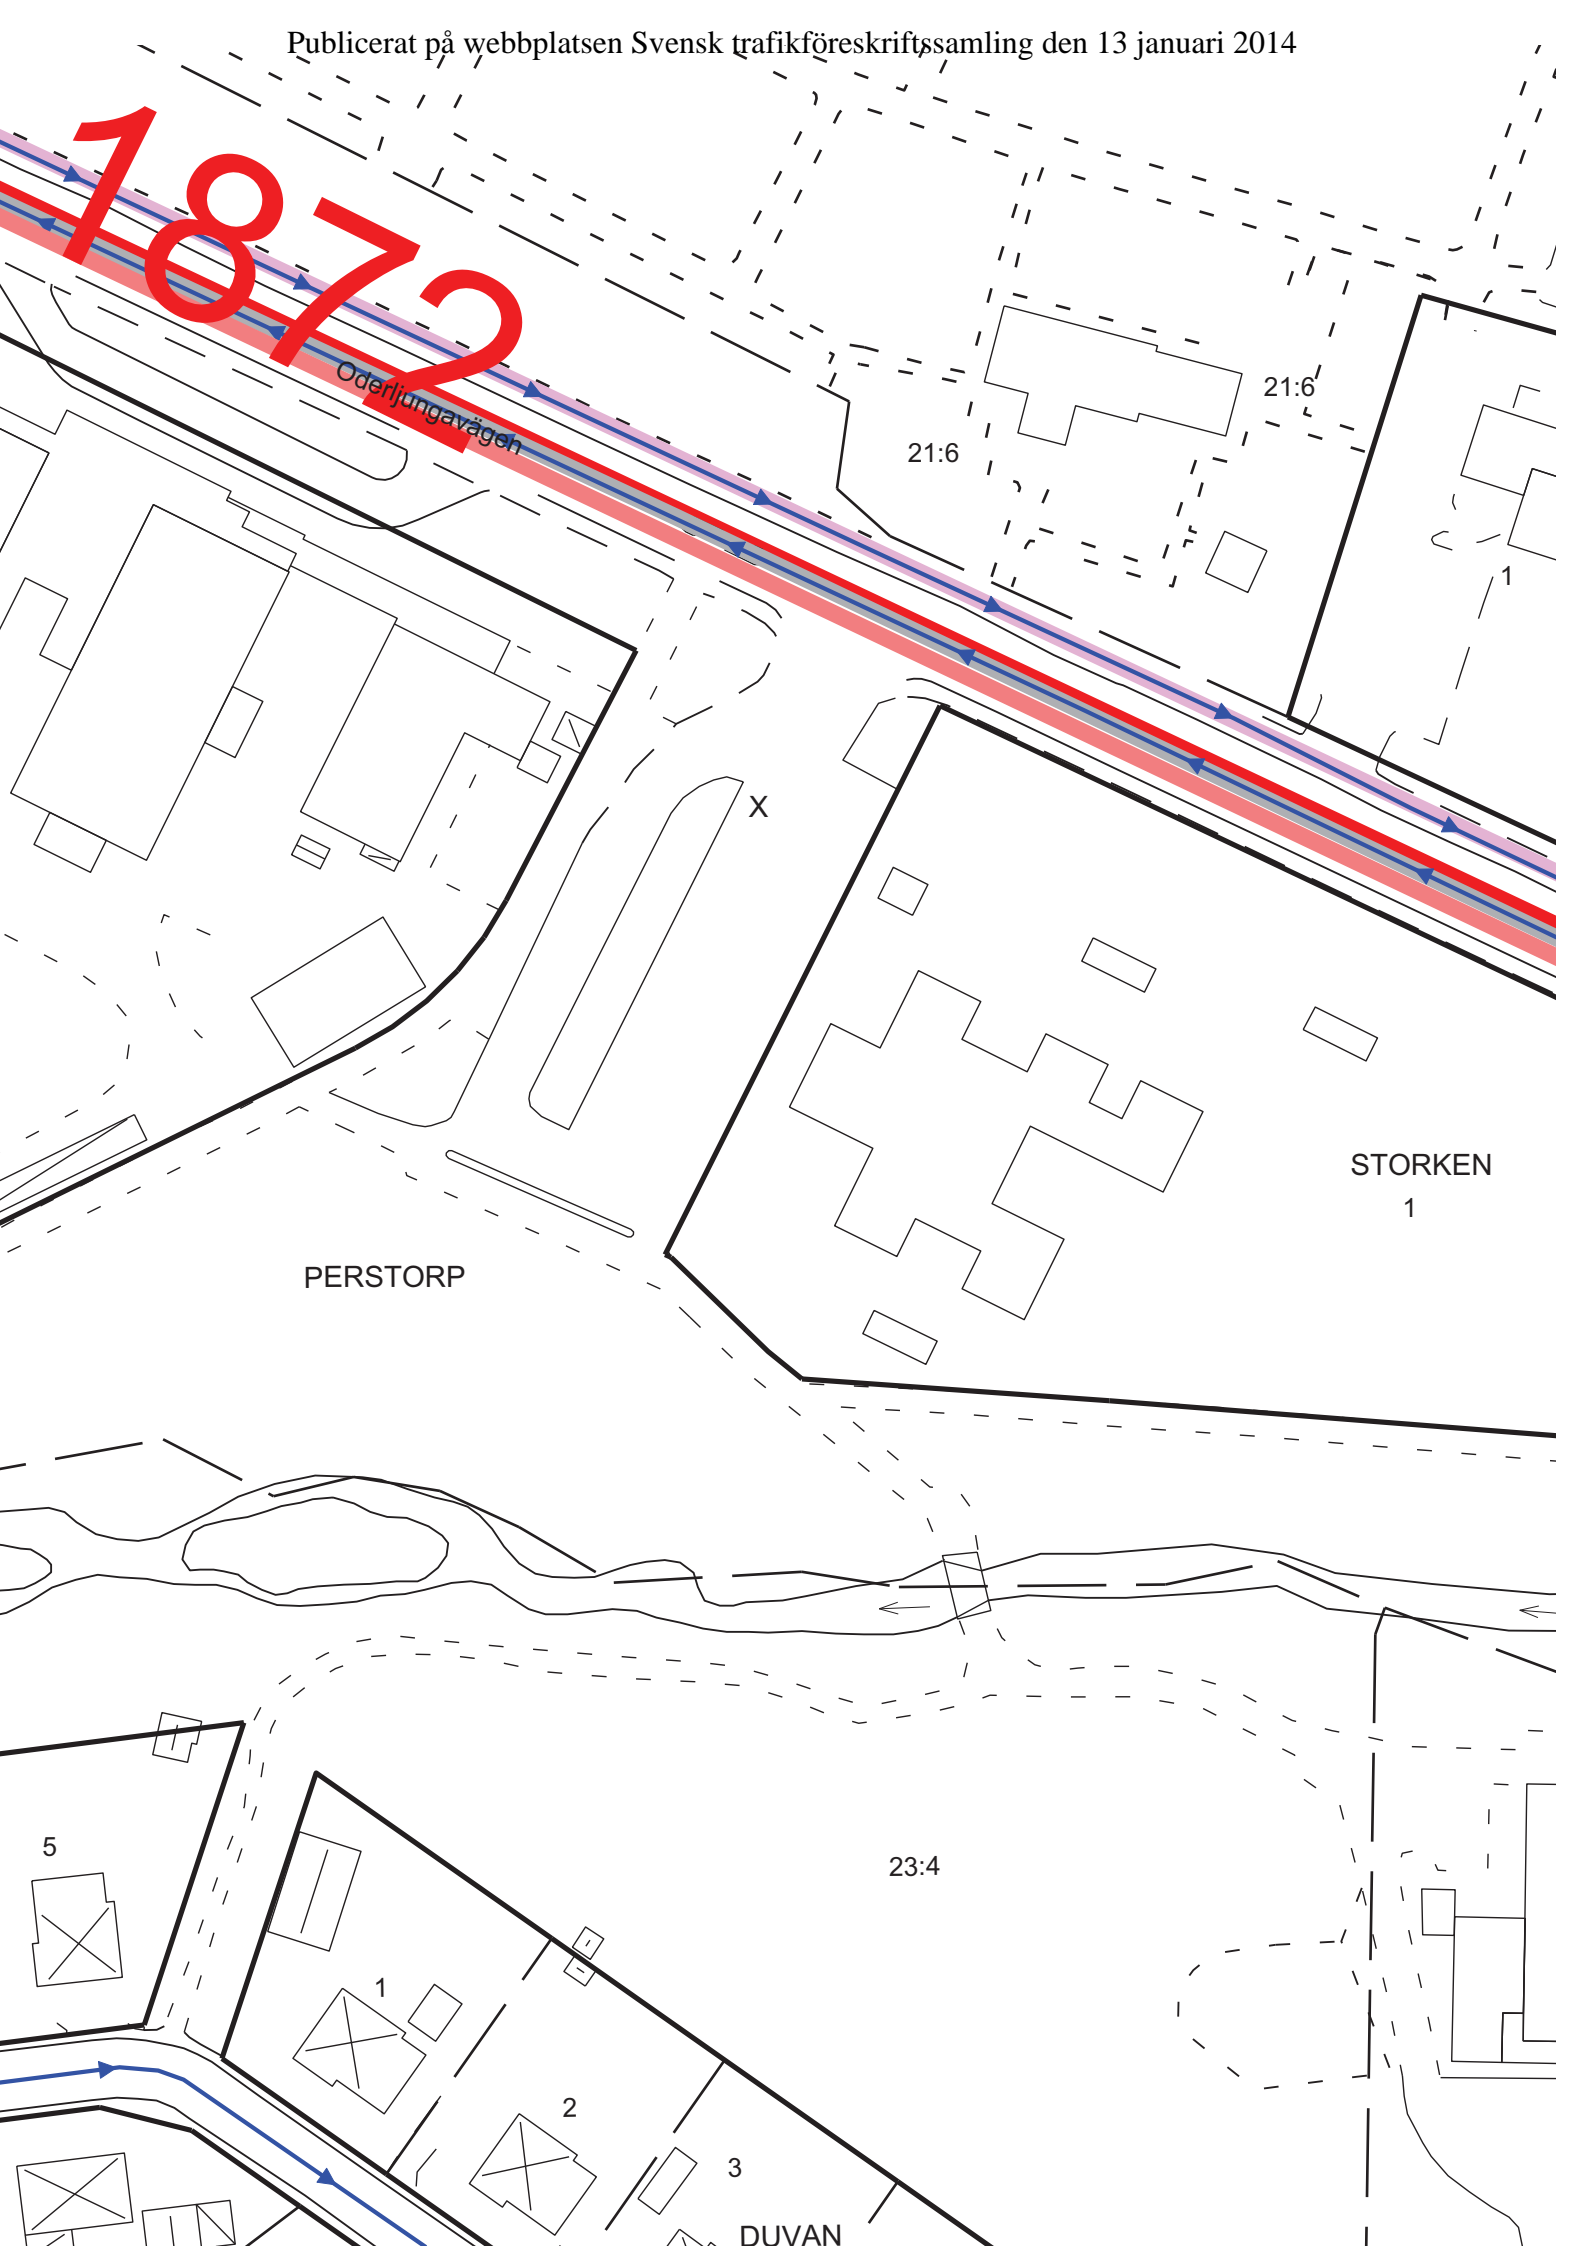 Publicerat på webbplatsen Svensk trafikföreskriftssamling den 13 januari 2014
1872
Oderljungavägen
21:6
21:6
1
X
STORKEN
1
PERSTORP
5
23:4
1
2
3
DUVAN